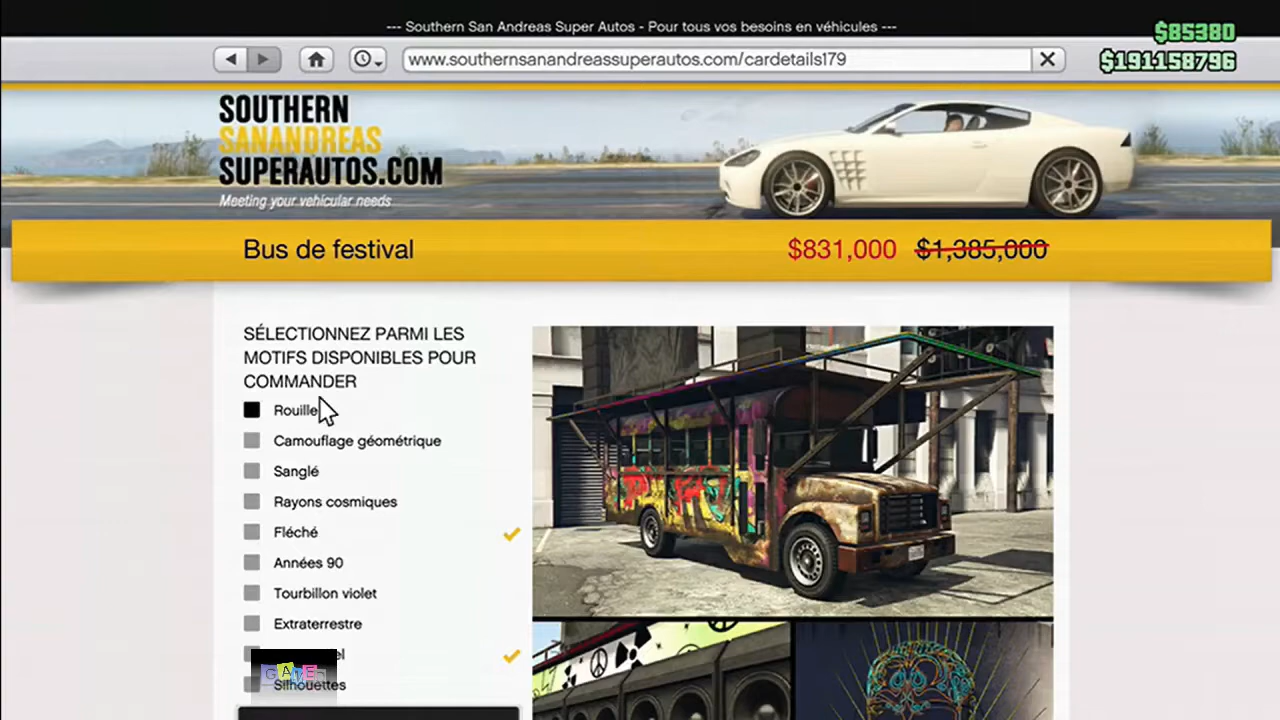 --- Southern San Andreas Super Autos - Pour tous vos besoins en véhicules ---
$85380
$191158796
www.southernsanandreassuperautos.com/cardetails179
SOUTHERN
SANANDREAS
SUPERAUTOS.COM
Meeting your vehicular needs
Bus de festival
$831,000 $1,385,000
SÉLECTIONNEZ PARMI LES
MOTIFS DISPONIBLES POUR
COMMANDER
Rouille
Camouflage géométrique
Sanglé
Rayons cosmiques
Fléché
Années 90
Tourbillon violet
Extraterrestre
Silhouettes